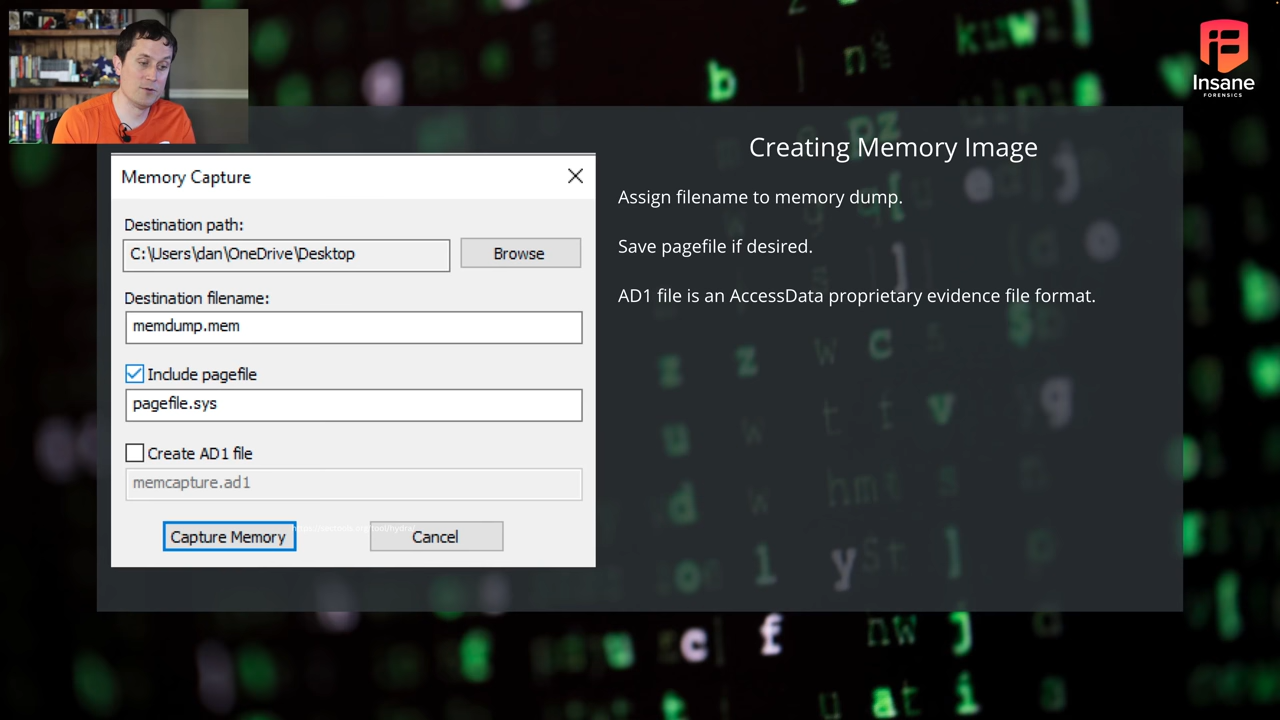 Insane
FORENSICS
Creating Memory Image
Memory Capture
Destination path:
C:\Users\dan\OneDrive\Desktop
Browse
Destination filename:
memdump.mem
Include pagefile
pagefile.sys
Create AD1 file
memcapture.ad1
Capture Memory
Cancel
Assign filename to memory dump.
Save pagefile if desired.
AD1 file is an AccessData proprietary evidence file format.